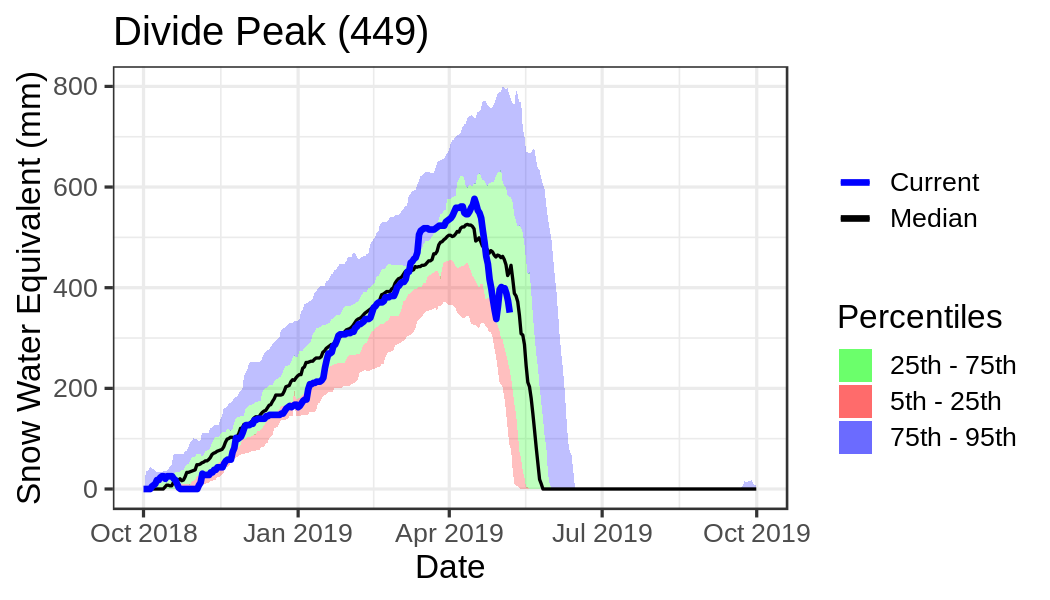 Divide Peak (449)
Snow Water Equivalent (mm)
800
600
400
200
0
Oct 2018 Jan 2019 Apr 2019 Jul 2019 Oct 2019
Date
Current
Median
Percentiles
25th - 75th
5th - 25th
75th - 95th